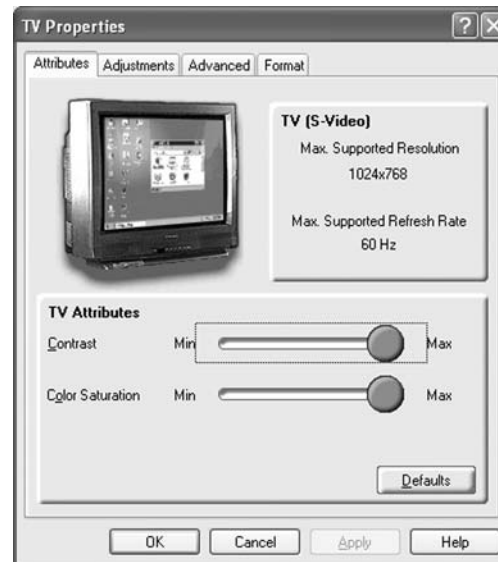 TV Properties
?
X
Attributes Adjustments Advanced Format
TV (S-Video)
Max. Supported Resolution
1024x768
Max. Supported Refresh Rate
60 Hz
TV Attributes
Contrast Min Max
Color Saturation Min Max
Defaults
OK Cancel Apply Help